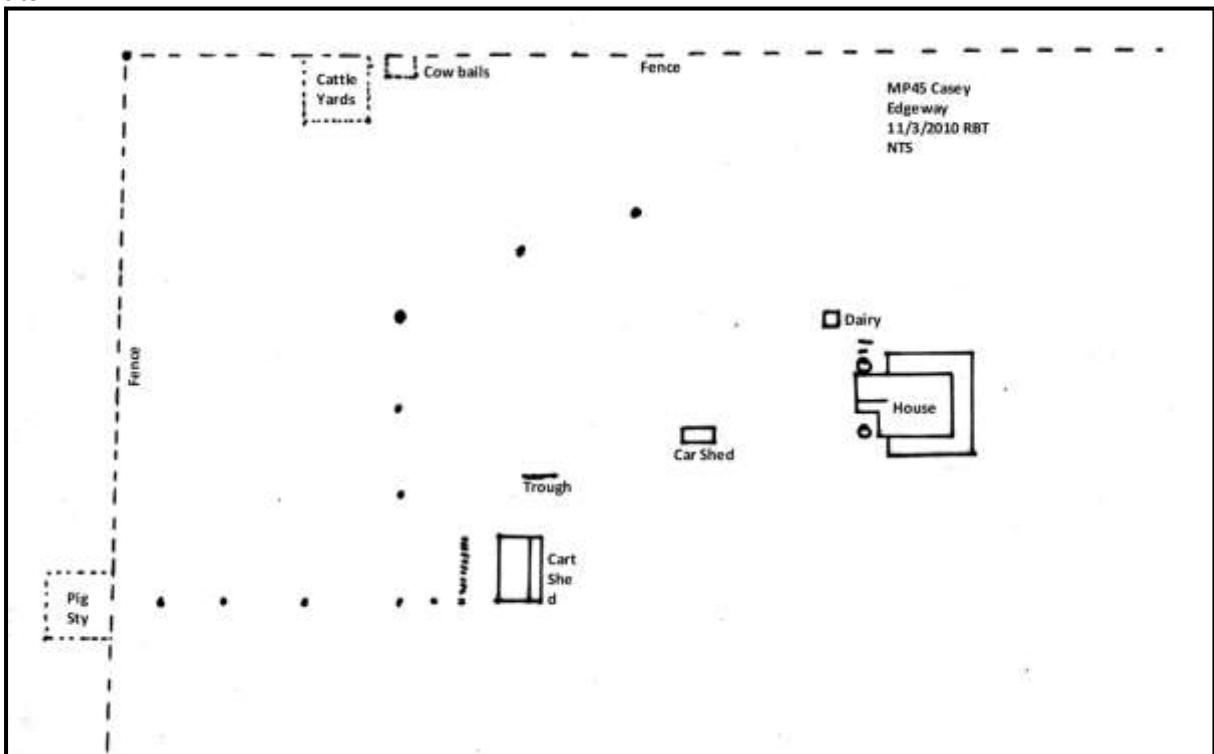 Cattle
Yards
Cow bails
Fence
MP45 Casey
Edgeway
11/3/2010 RBT
NTS
Fence
Dairy
House
Car Shed
Trough
Cart
She
d
Pig
Sty